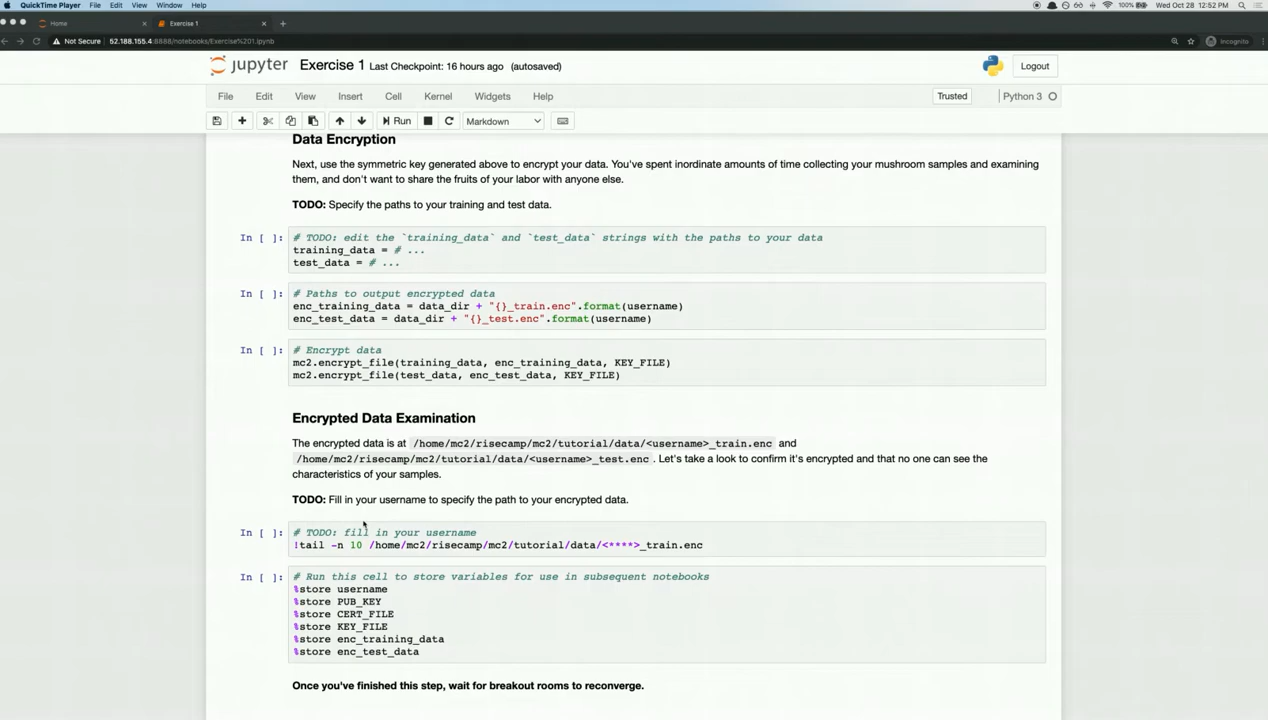 QuickTime Player File Edit View Window Help 100% Wed Oct 28 12:52 PM
Home Exercise 1
Not Secure 52.188.155.4:8888/notebooks/Exercise%201.ipynb Incognito
jupyter Exercise 1 Last Checkpoint: 16 hours ago (autosaved) Logout
File Edit View Insert Cell Kernel Widgets Help Trusted Python 3
Run Markdown
Data Encryption
Next, use the symmetric key generated above to encrypt your data. You've spent inordinate amounts of time collecting your mushroom samples and examining
them, and don't want to share the fruits of your labor with anyone else.
TODO: Specify the paths to your training and test data.
In [ ]: # TODO: edit the `training_data` and `test_data` strings with the paths to your data
training_data = # ...
test_data = # ...
In [ ]: # Paths to output encrypted data
enc_training_data = data_dir + "{}_train.enc".format(username)
enc_test_data = data_dir + "{}_test.enc".format(username)
In [ ]: # Encrypt data
mc2.encrypt_file(training_data, enc_training_data, KEY_FILE)
mc2.encrypt_file(test_data, enc_test_data, KEY_FILE)
Encrypted Data Examination
The encrypted data is at /home/mc2/risecamp/mc2/tutorial/data/<username>_train.enc and
/home/mc2/risecamp/mc2/tutorial/data/<username>_test.enc . Let's take a look to confirm it's encrypted and that no one can see the
characteristics of your samples.
TODO: Fill in your username to specify the path to your encrypted data.
In [ ]: # TODO: fill in your username
!tail -n 10 /home/mc2/risecamp/mc2/tutorial/data/<****>_train.enc
In [ ]: # Run this cell to store variables for use in subsequent notebooks
%store username
%store PUB_KEY
%store CERT_FILE
%store KEY_FILE
%store enc_training_data
%store enc_test_data
Once you've finished this step, wait for breakout rooms to reconverge.